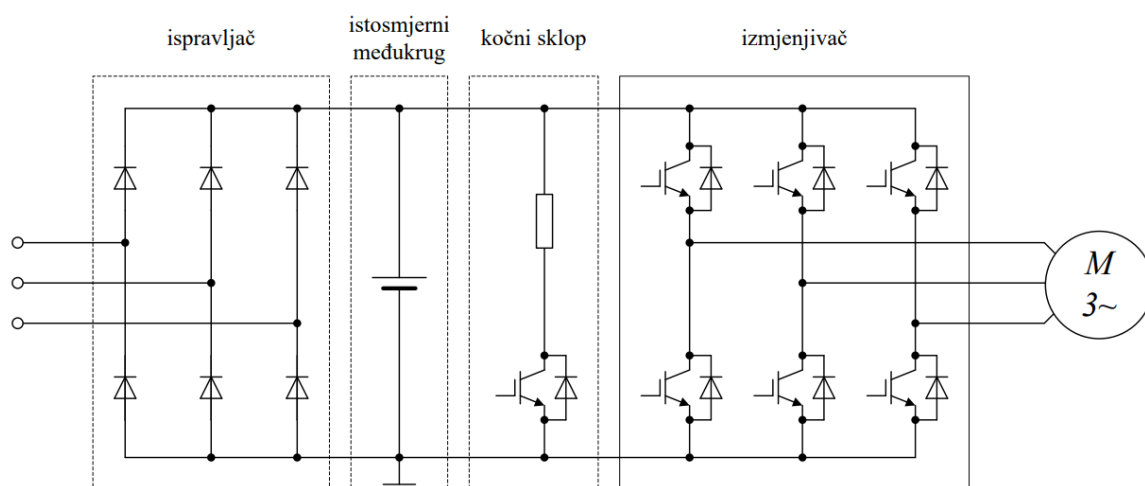 ispravljač
istosmjerni
međukrug
kočni sklop
izmjenjivač
M
3~